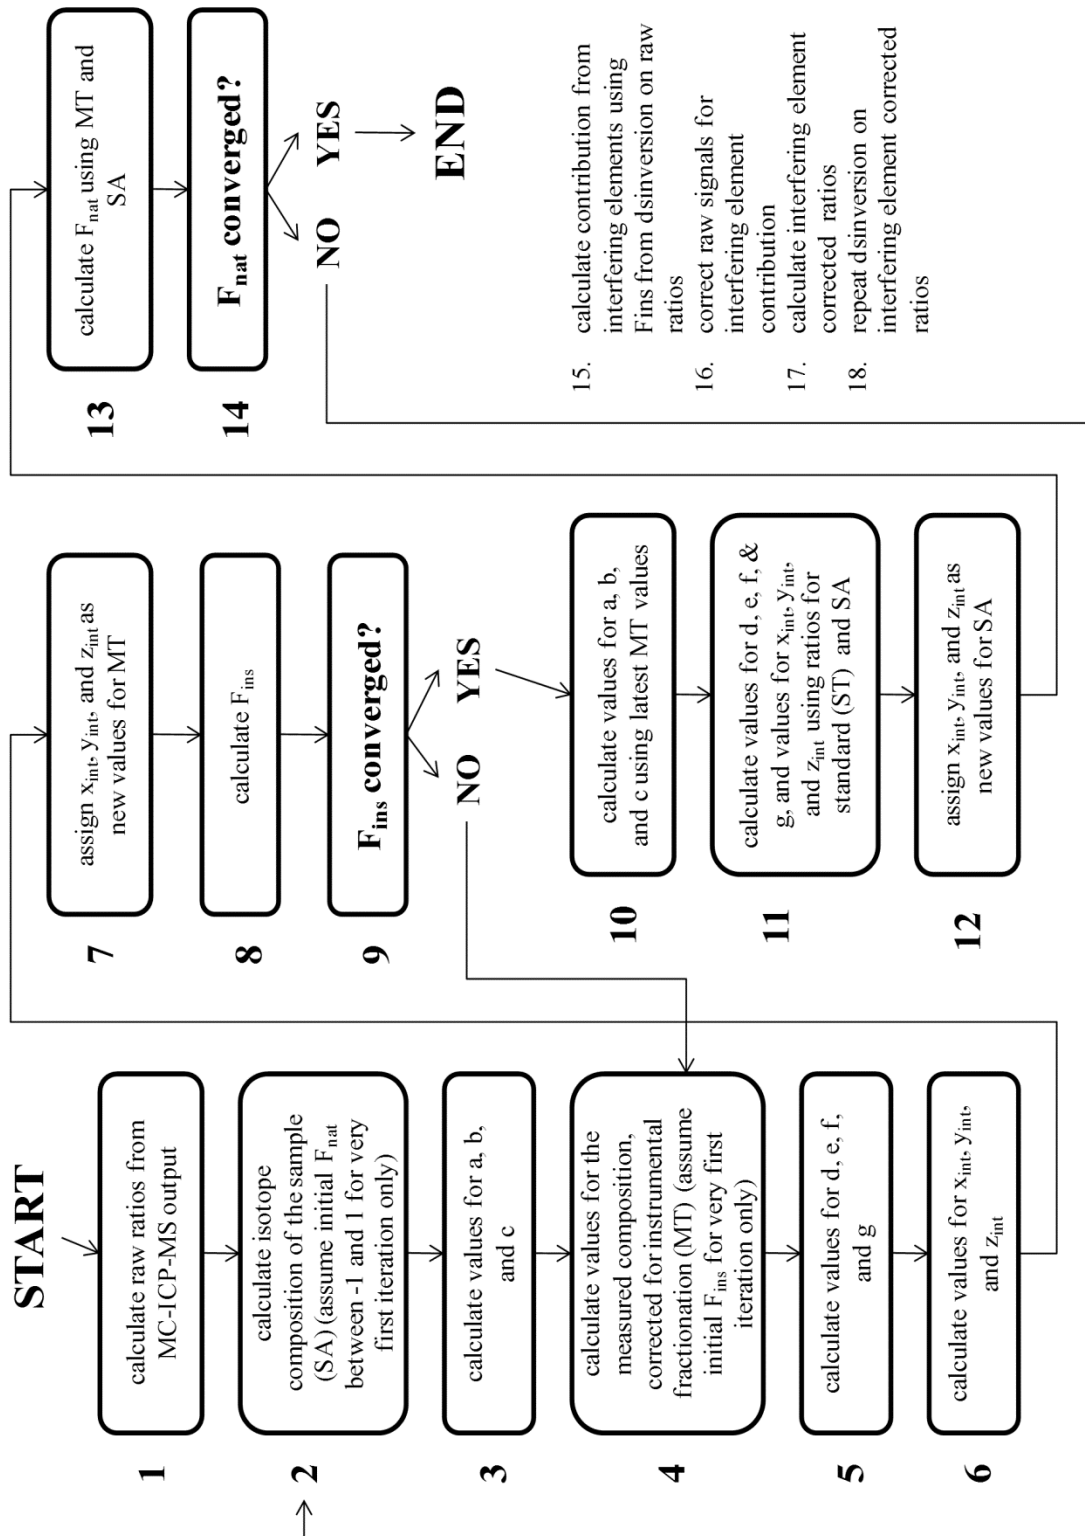 START
1
calculate raw ratios from
MC-ICP-MS output
2
calculate isotope
composition of the sample
(SA) (assume initial Fnat
between -1 and 1 for very
first iteration only)
3
calculate values for a, b,
and c
4
calculate values for the
measured composition,
corrected for instrumental
fractionation (MT) (assume
initial Fins for very first
iteration only)
5
calculate values for d, e, f,
and g
6
calculate values for xint, yint,
and zint
7
assign xint, yint, and zint as
new values for MT
8
calculate Fins
9
Fins converged?
NO YES
10
calculate values for a, b,
and c using latest MT values
11
calculate values for d, e, f, &
g, and values for xint, yint,
and zint using ratios for
standard (ST) and SA
12
assign xint, yint, and zint as
new values for SA
13
calculate Fnat using MT and
SA
14
Fnat converged?
NO YES
END
15. calculate contribution from
interfering elements using
Fins from dsinversion on raw
ratios
16. correct raw signals for
interfering element
contribution
17. calculate interfering element
corrected ratios
18. repeat dsinversion on
interfering element corrected
ratios